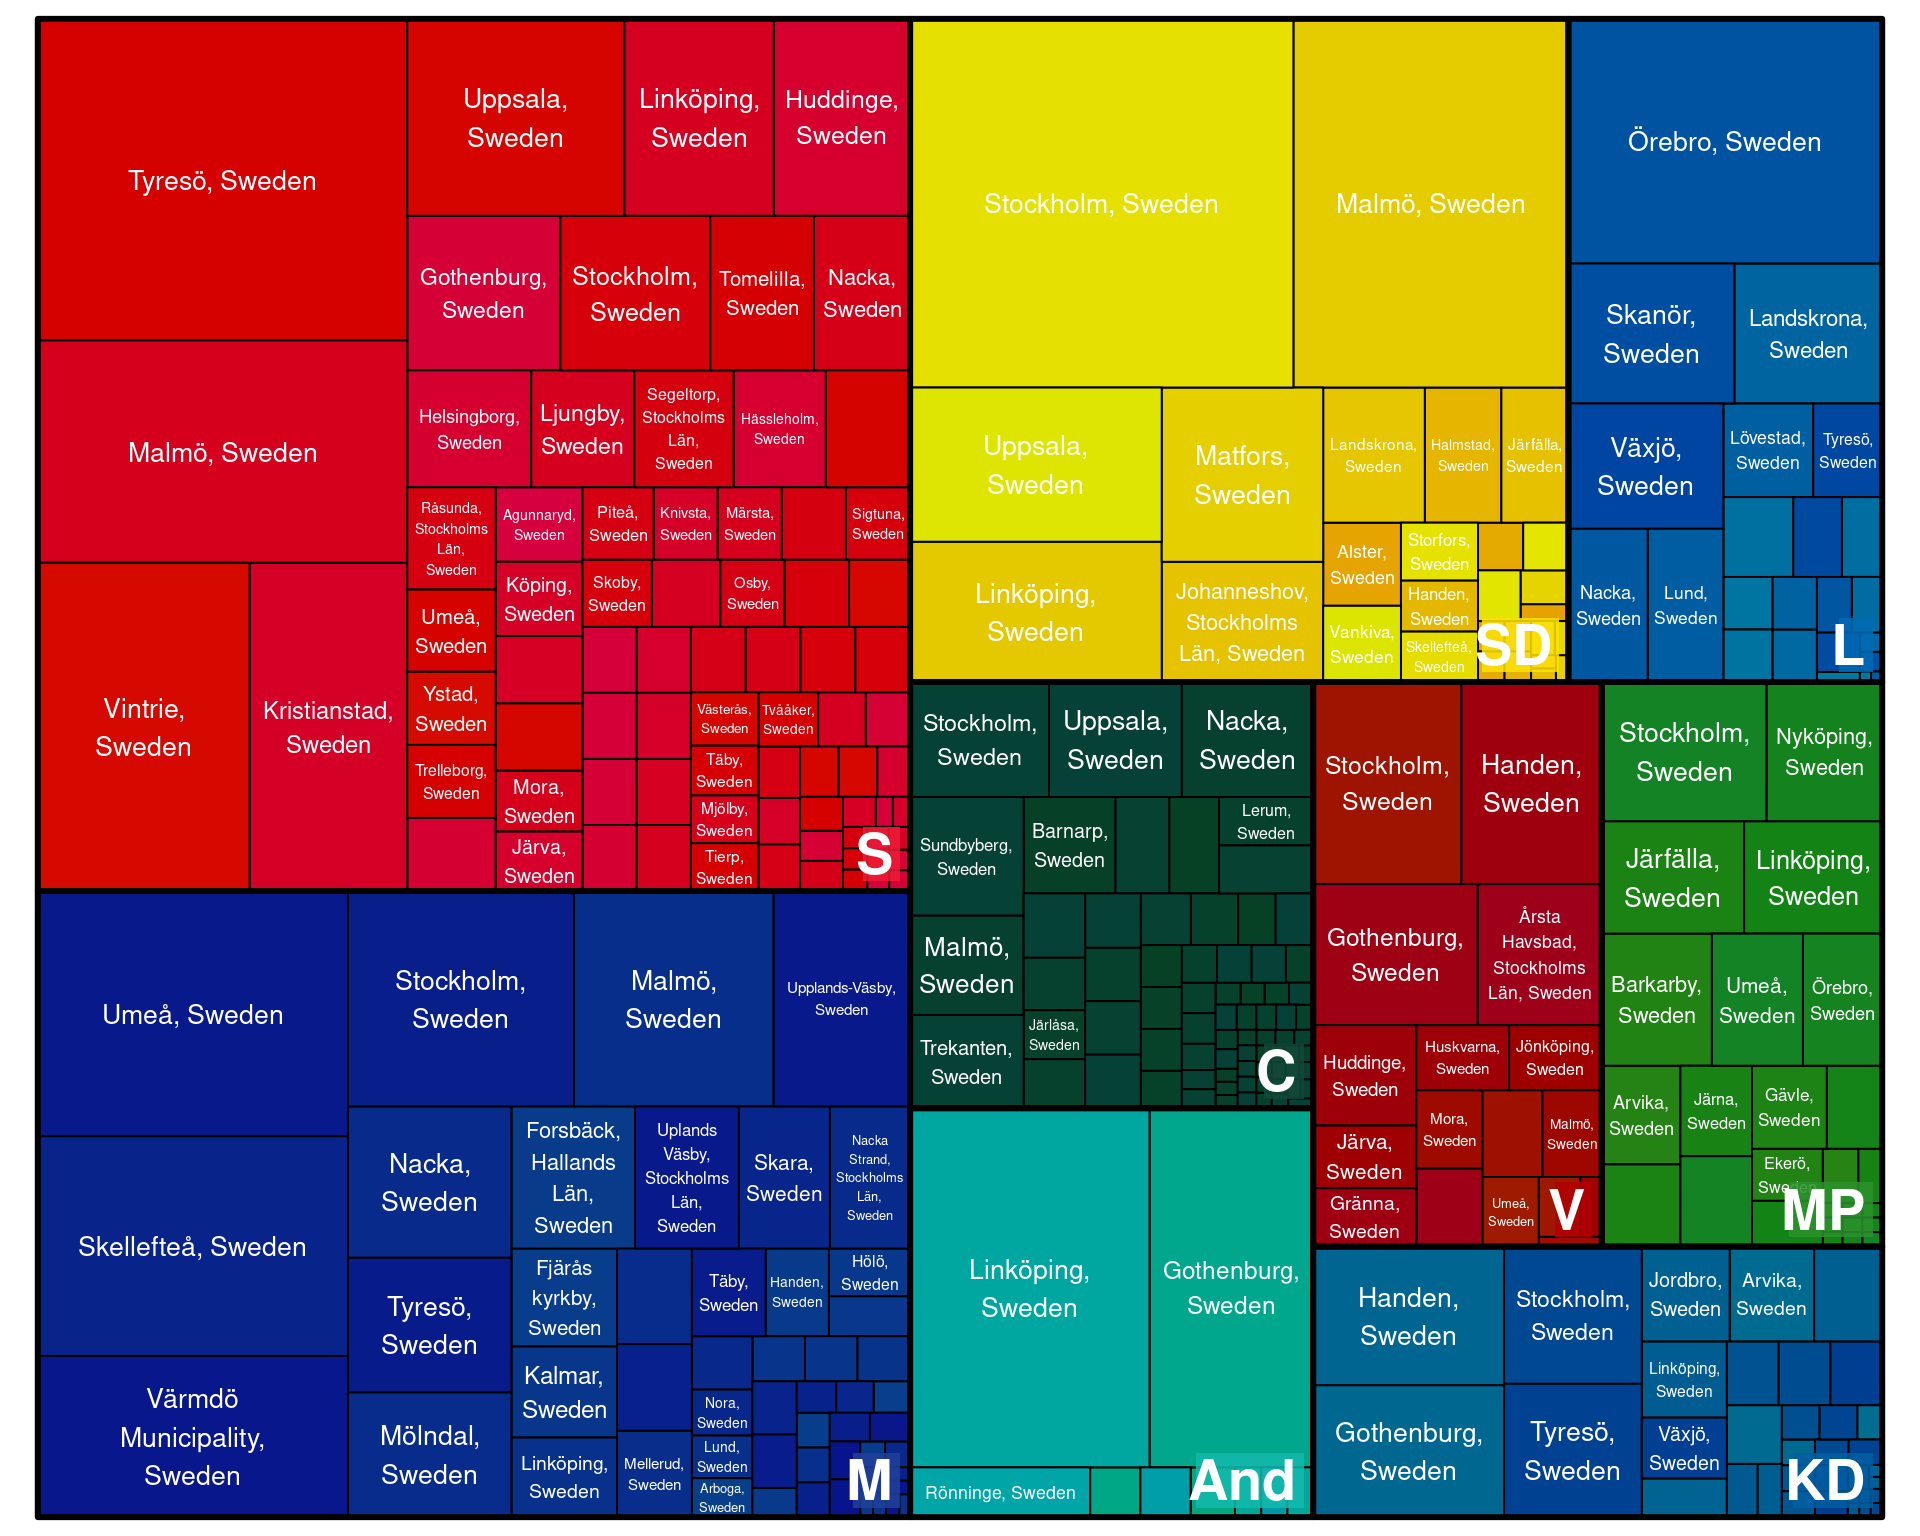 Tyresö, Sweden
Malmö, Sweden
Vintrie,
Sweden
Kristianstad,
Sweden
Uppsala,
Sweden
Linköping,
Sweden
Huddinge,
Sweden
Gothenburg,
Sweden
Stockholm,
Sweden
Tomelilla,
Sweden
Nacka,
Sweden
Helsingborg,
Sweden
Ljungby,
Sweden
Segeltorp,
Stockholms
Län,
Sweden
Hässleholm,
Sweden
Råsunda,
Stockholms
Län,
Sweden
Agunnaryd,
Sweden
Piteå,
Sweden
Knivsta,
Sweden
Märsta,
Sweden
Sigtuna,
Sweden
Umeå,
Sweden
Köping,
Sweden
Skoby,
Sweden
Osby,
Sweden
Ystad,
Sweden
Trelleborg,
Sweden
Mora,
Sweden
Järva,
Sweden
Västerås,
Sweden
Tvååker,
Sweden
Täby,
Sweden
Mjölby,
Sweden
Tierp,
Sweden
S
Umeå, Sweden
Skellefteå, Sweden
Värmdö
Municipality,
Sweden
Stockholm,
Sweden
Malmö,
Sweden
Upplands-Väsby,
Sweden
Nacka,
Sweden
Tyresö,
Sweden
Mölndal,
Sweden
Forsbäck,
Hallands
Län,
Sweden
Uplands
Väsby,
Stockholms
Län,
Sweden
Skara,
Sweden
Nacka
Strand,
Stockholms
Län,
Sweden
Fjärås
kyrkby,
Sweden
Kalmar,
Sweden
Linköping,
Sweden
Mellerud,
Sweden
Täby,
Sweden
Handen,
Sweden
Hölö,
Sweden
Nora,
Sweden
Lund,
Sweden
Arboga,
Sweden
M
Stockholm, Sweden
Malmö, Sweden
Uppsala,
Sweden
Linköping,
Sweden
Matfors,
Sweden
Johanneshov,
Stockholms
Län, Sweden
Landskrona,
Sweden
Halmstad,
Sweden
Järfälla,
Sweden
Alster,
Sweden
Vankiva,
Sweden
Storfors,
Sweden
Handen,
Sweden
Skellefteå,
Sweden
SD
Örebro, Sweden
Skanör,
Sweden
Landskrona,
Sweden
Växjö,
Sweden
Lövestad,
Sweden
Tyresö,
Sweden
Nacka,
Sweden
Lund,
Sweden
L
Stockholm,
Sweden
Uppsala,
Sweden
Nacka,
Sweden
Sundbyberg,
Sweden
Barnarp,
Sweden
Lerum,
Sweden
Malmö,
Sweden
Trekanten,
Sweden
Järlåsa,
Sweden
C
Linköping,
Sweden
Gothenburg,
Sweden
Rönninge, Sweden
And
Stockholm,
Sweden
Handen,
Sweden
Gothenburg,
Sweden
Årsta
Havsbad,
Stockholms
Län, Sweden
Huddinge,
Sweden
Huskvarna,
Sweden
Jönköping,
Sweden
Järva,
Sweden
Gränna,
Sweden
Mora,
Sweden
Malmö,
Sweden
Umeå,
Sweden
V
Stockholm,
Sweden
Nyköping,
Sweden
Järfälla,
Sweden
Linköping,
Sweden
Barkarby,
Sweden
Umeå,
Sweden
Örebro,
Sweden
Arvika,
Sweden
Järna,
Sweden
Gävle,
Sweden
Ekerö,
Sweden
MP
Handen,
Sweden
Gothenburg,
Sweden
Stockholm,
Sweden
Tyresö,
Sweden
Jordbro,
Sweden
Arvika,
Sweden
Linköping,
Sweden
Växjö,
Sweden
KD